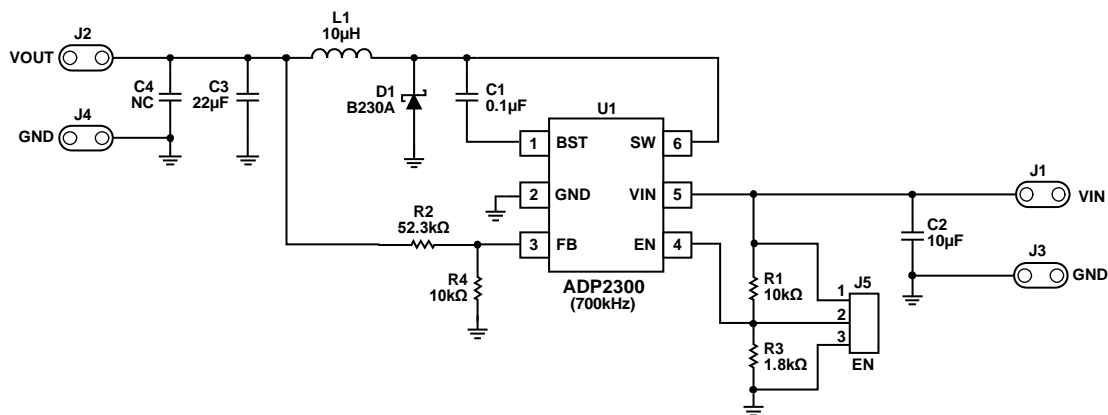 J2
VOUT
J4
GND
C4
NC
C3
22µF
L1
10µH
D1
B230A
C1
0.1µF
U1
1
BST
SW
6
2
GND
VIN
5
3
FB
EN
4
ADP2300
(700kHz)
R2
52.3kΩ
R4
10kΩ
J1
VIN
C2
10µF
J3
GND
R1
10kΩ
R3
1.8kΩ
J5
1
2
3
EN